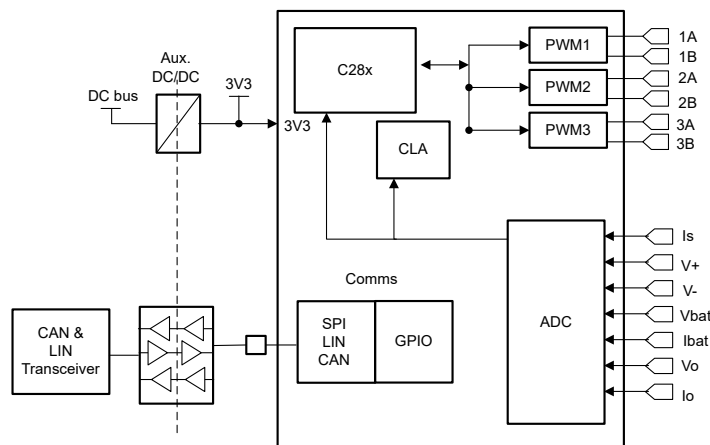 Aux.
DC/DC
DC bus
3V3
3V3
C28x
CLA
PWM1
PWM2
PWM3
1A
1B
2A
2B
3A
3B
Comms
CAN &
LIN
Transceiver
SPI
LIN
CAN
GPIO
ADC
Is
V+
V-
Vbat
Ibat
Vo
Io